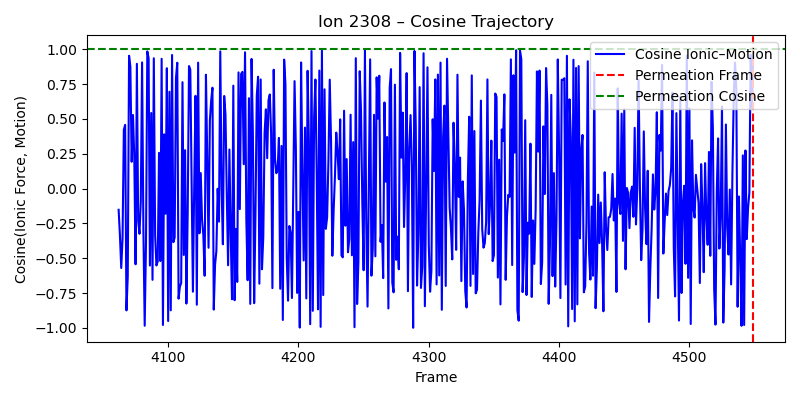 Ion 2308 – Cosine Trajectory
Cosine(Ionic Force, Motion)
1.00
0.75
0.50
0.25
0.00
−0.25
−0.50
−0.75
−1.00
Cosine Ionic–Motion
Permeation Frame
Permeation Cosine
4100
4200
4300
4400
4500
Frame